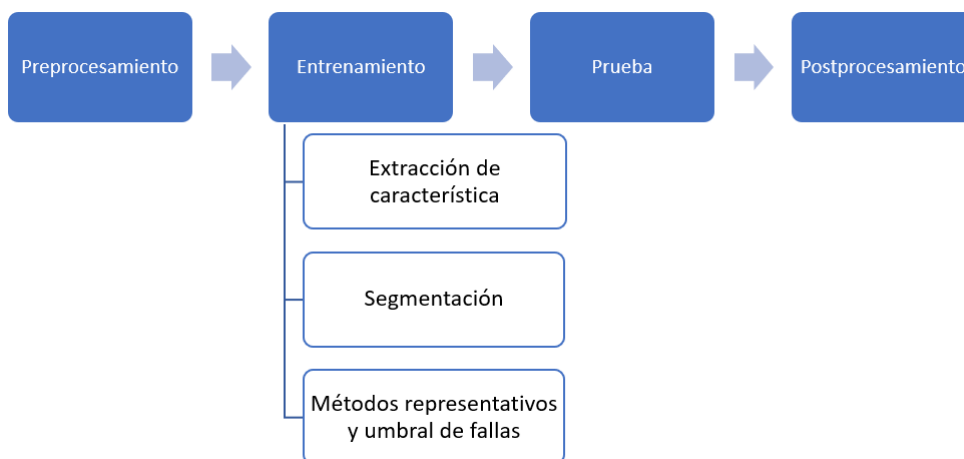 Preprocesamiento
Entrenamiento
Prueba
Postprocesamiento
Extracción de
característica
Segmentación
Métodos representativos
y umbral de fallas